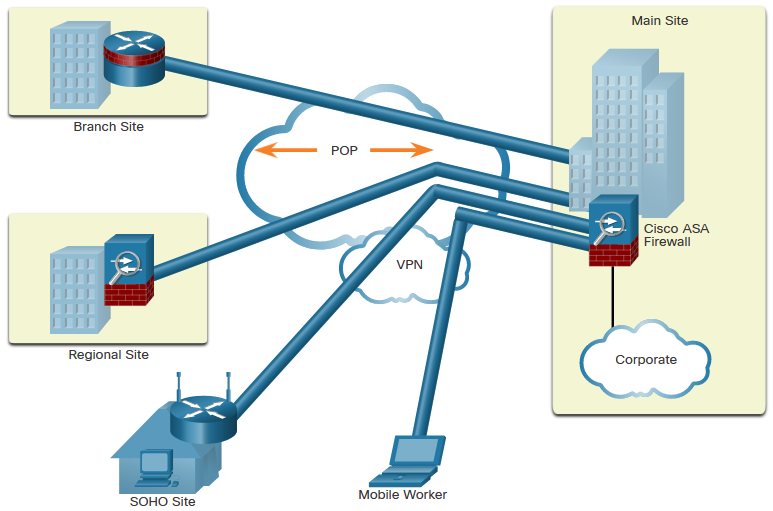 Main Site
Branch Site
POP
Cisco ASA
Firewall
VPN
Regional Site
Corporate
SOHO Site
Mobile Worker